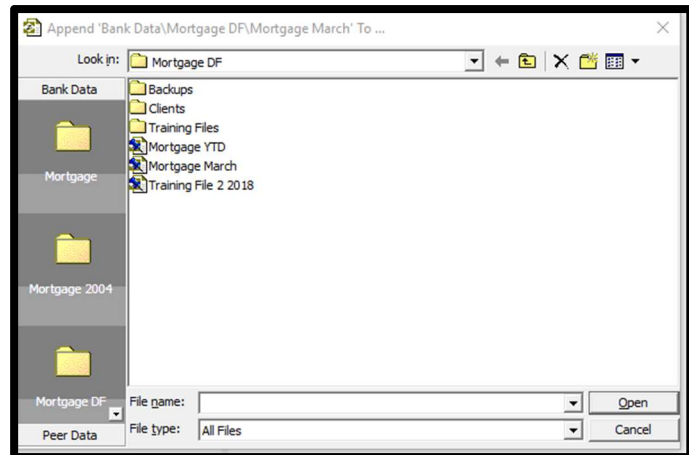 Append 'Bank Data\Mortgage DF\Mortgage March' To ...
Look in: Mortgage DF
Bank Data
Mortgage
Mortgage 2004
Mortgage DF
Peer Data
Backups
Clients
Training Files
Mortgage YTD
Mortgage March
Training File 2 2018
File name:
Open
File type: All Files
Cancel